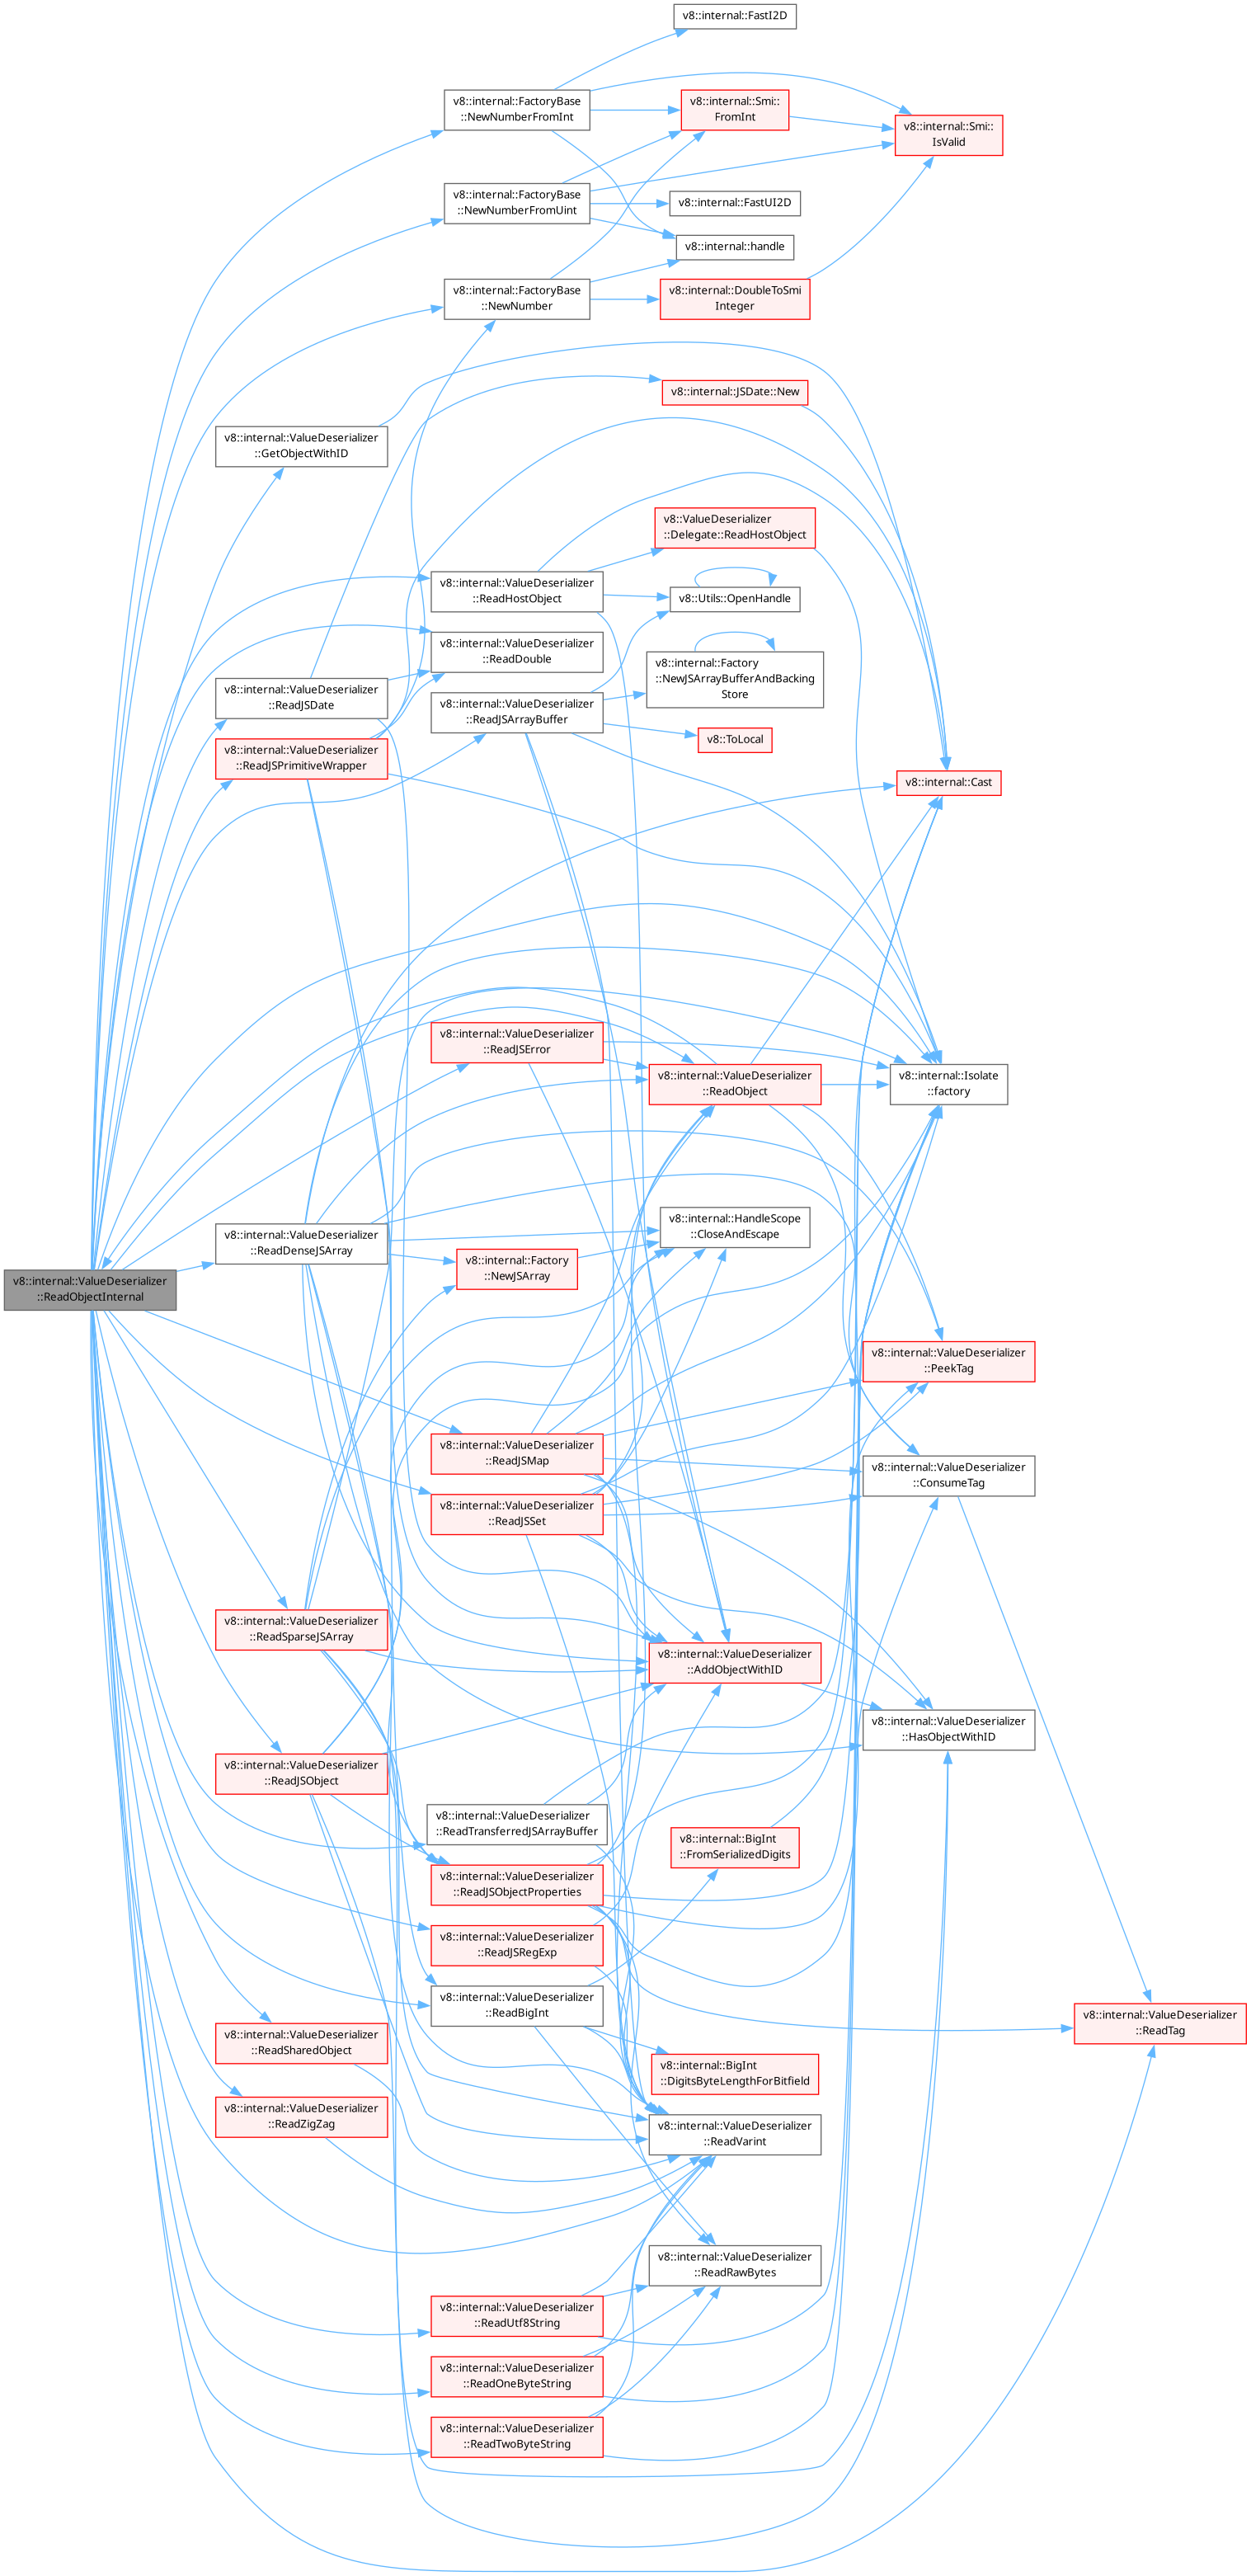 v8::internal::FastI2D
v8::internal::FactoryBase
::NewNumberFromInt
v8::internal::Smi::
FromInt
v8::internal::Smi::
IsValid
v8::internal::FactoryBase
::NewNumberFromUint
v8::internal::FastUI2D
v8::internal::handle
v8::internal::FactoryBase
::NewNumber
v8::internal::DoubleToSmi
Integer
v8::internal::JSDate::New
v8::internal::ValueDeserializer
::GetObjectWithID
v8::ValueDeserializer
::Delegate::ReadHostObject
v8::internal::ValueDeserializer
::ReadHostObject
v8::Utils::OpenHandle
v8::internal::ValueDeserializer
::ReadDouble
v8::internal::Factory
::NewJSArrayBufferAndBacking
Store
v8::internal::ValueDeserializer
::ReadJSDate
v8::internal::ValueDeserializer
::ReadJSArrayBuffer
v8::ToLocal
v8::internal::ValueDeserializer
::ReadJSPrimitiveWrapper
v8::internal::Cast
v8::internal::ValueDeserializer
::ReadJSError
v8::internal::ValueDeserializer
::ReadObject
v8::internal::Isolate
::factory
v8::internal::HandleScope
::CloseAndEscape
v8::internal::ValueDeserializer
::ReadDenseJSArray
v8::internal::Factory
::NewJSArray
v8::internal::ValueDeserializer
::ReadObjectInternal
v8::internal::ValueDeserializer
::PeekTag
v8::internal::ValueDeserializer
::ReadJSMap
v8::internal::ValueDeserializer
::ConsumeTag
v8::internal::ValueDeserializer
::ReadJSSet
v8::internal::ValueDeserializer
::ReadSparseJSArray
v8::internal::ValueDeserializer
::AddObjectWithID
v8::internal::ValueDeserializer
::HasObjectWithID
v8::internal::ValueDeserializer
::ReadJSObject
v8::internal::ValueDeserializer
::ReadTransferredJSArrayBuffer
v8::internal::BigInt
::FromSerializedDigits
v8::internal::ValueDeserializer
::ReadJSObjectProperties
v8::internal::ValueDeserializer
::ReadJSRegExp
v8::internal::ValueDeserializer
::ReadBigInt
v8::internal::ValueDeserializer
::ReadTag
v8::internal::ValueDeserializer
::ReadSharedObject
v8::internal::BigInt
::DigitsByteLengthForBitfield
v8::internal::ValueDeserializer
::ReadZigZag
v8::internal::ValueDeserializer
::ReadVarint
v8::internal::ValueDeserializer
::ReadRawBytes
v8::internal::ValueDeserializer
::ReadUtf8String
v8::internal::ValueDeserializer
::ReadOneByteString
v8::internal::ValueDeserializer
::ReadTwoByteString